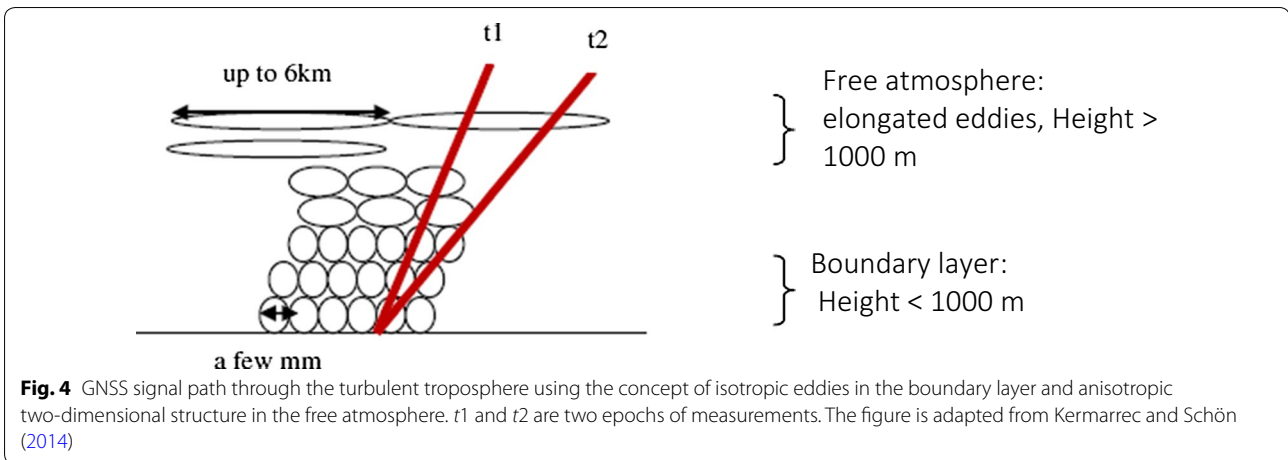 t1
t2
up to 6km
Free atmosphere:
elongated eddies, Height >
1000 m
Boundary layer:
Height < 1000 m
a few mm
Fig. 4 GNSS signal path through the turbulent troposphere using the concept of isotropic eddies in the boundary layer and anisotropic
two-dimensional structure in the free atmosphere. t1 and t2 are two epochs of measurements. The figure is adapted from Kermarrec and Schön
(2014)